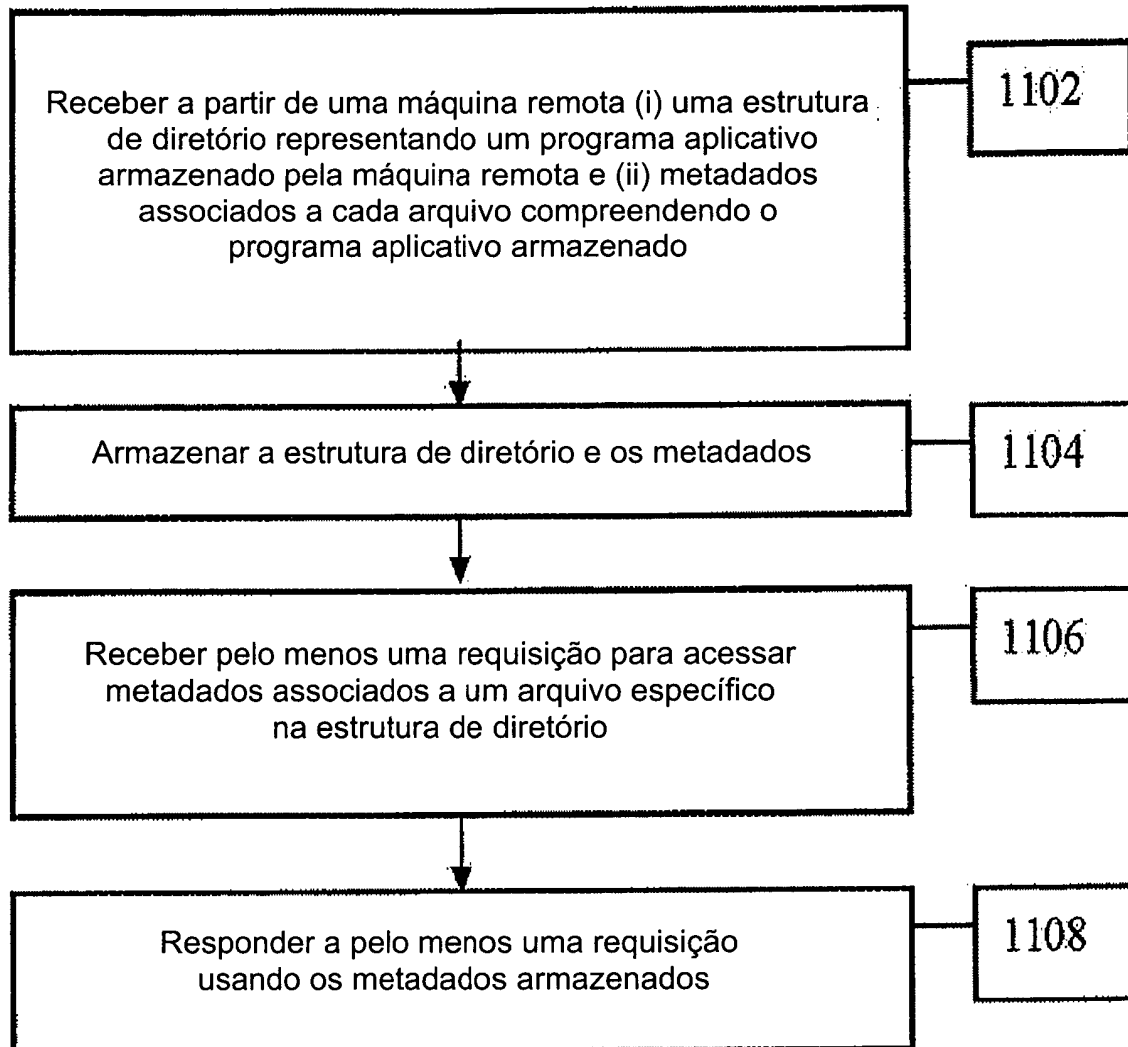 Receber a partir de uma máquina remota (i) uma estrutura
de diretório representando um programa aplicativo
armazenado pela máquina remota e (ii) metadados
associados a cada arquivo compreendendo o
programa aplicativo armazenado
1102
Armazenar a estrutura de diretório e os metadados
1104
Receber pelo menos uma requisição para acessar
metadados associados a um arquivo específico
na estrutura de diretório
1106
Responder a pelo menos uma requisição
usando os metadados armazenados
1108